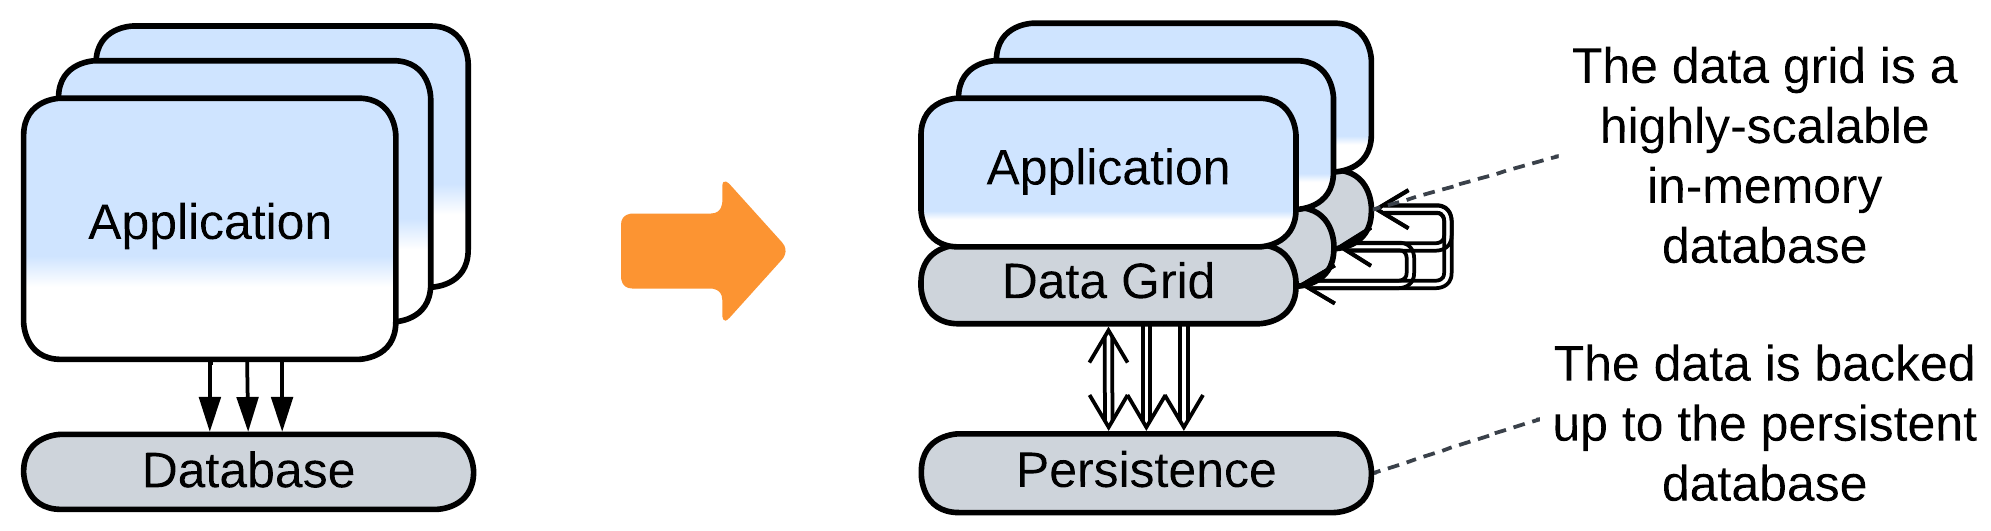 Application
Database
Application
Data Grid
Persistence
The data grid is a
highly-scalable
in-memory
database
The data is backed
up to the persistent
database